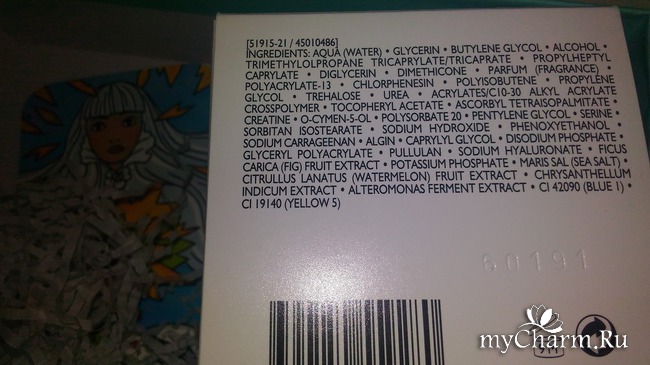 [51915-21 / 45010486]
INGREDIENTS: AQUA (WATER) • GLYCERIN • BUTYLENE GLYCOL • ALCOHOL •
TRIMETHYLOLPROPANE TRICAPRYLATE/TRICAPRATE • PROPYLHEPTYL
CAPRYLATE • DIGLYCERIN • DIMETHICONE • PARFUM (FRAGRANCE) •
POLYACRYLATE-13 • CHLORPHENESIN • POLYISOBUTENE • PROPYLENE
GLYCOL • TREHALOSE • UREA • ACRYLATES/C10-30 ALKYL ACRYLATE
CROSSPOLYMER • TOCOPHERYL ACETATE • ASCORBYL TETRAISOPALMITATE •
CREATINE • O-CYMEN-5-OL • POLYSORBATE 20 • PENTYLENE GLYCOL • SERINE •
SORBITAN ISOSTEARATE • SODIUM HYDROXIDE • PHENOXYETHANOL •
SODIUM CARRAGEENAN • ALGIN • CAPRYLYL GLYCOL • DISODIUM PHOSPHATE •
GLYCERYL POLYACRYLATE • PULLULAN • SODIUM HYALURONATE • FICUS
CARICA (FIG) FRUIT EXTRACT • POTASSIUM PHOSPHATE • MARIS SAL (SEA SALT) •
CITRULLUS LANATUS (WATERMELON) FRUIT EXTRACT • CHRYSANTHELLUM
INDICUM EXTRACT • ALTEROMONAS FERMENT EXTRACT • CI 42090 (BLUE 1) •
CI 19140 (YELLOW 5)
60191
myCharm.Ru